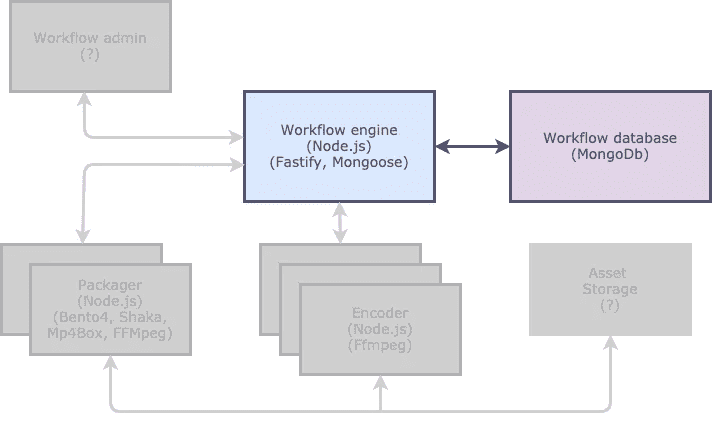 Workflow admin
(?)
Workflow engine
(Node.js)
(Fastify, Mongoose)
Workflow database
(MongoDb)
Packager
(Node.js)
(Bento4, Shaka,
Mp4Box, FFMpeg)
Encoder
(Node.js)
(Ffmpeg)
Asset
Storage
(?)